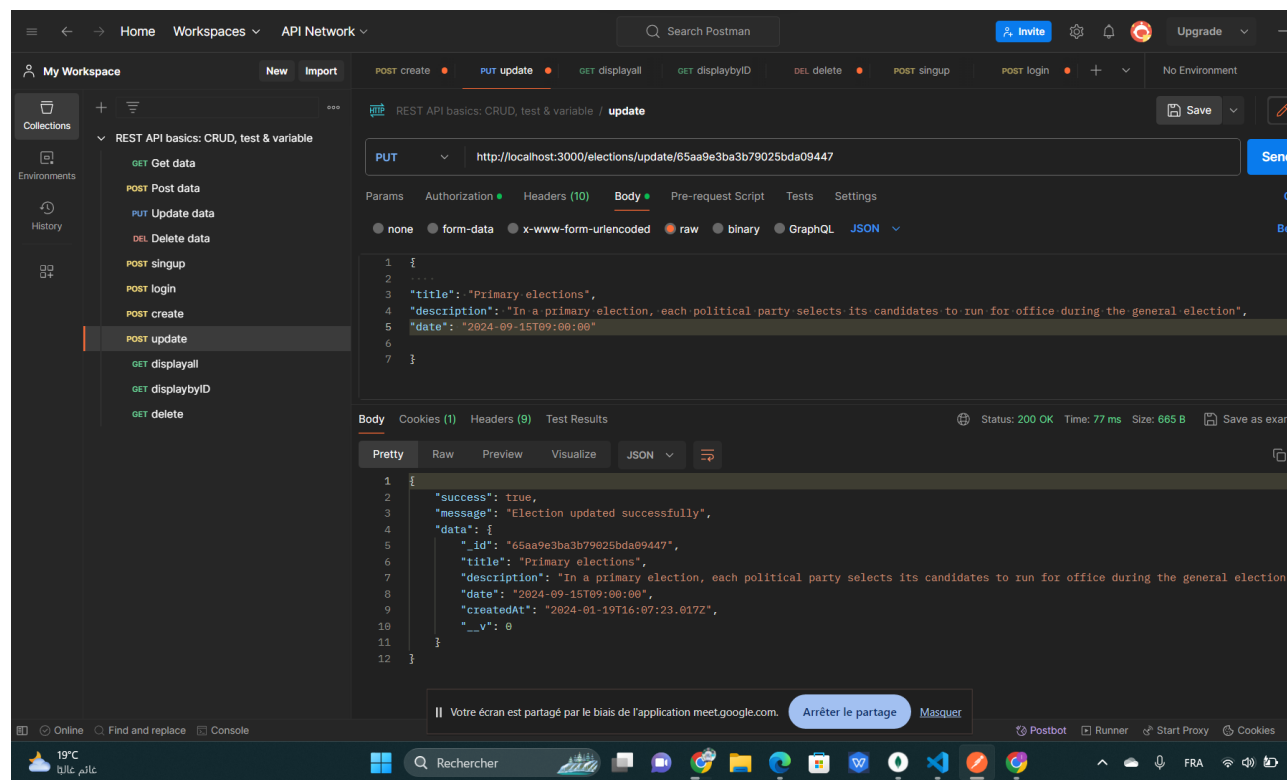 Home Workspaces API Network Search Postman Invite Upgrade
My Workspace New Import POST create PUT update GET displayall GET displaybyID DEL delete POST singup POST login No Environment
Collections
Environments
History
REST API basics: CRUD, test & variable
GET Get data
POST Post data
PUT Update data
DEL Delete data
POST singup
POST login
POST create
POST update
GET displayall
GET displaybyID
GET delete
HTTP REST API basics: CRUD, test & variable / update Save
PUT http://localhost:3000/elections/update/65aa9e3ba3b79025bda09447 Send
Params Authorization Headers (10) Body Pre-request Script Tests Settings
none form-data x-www-form-urlencoded raw binary GraphQL JSON
1 {
2
3 "title": "Primary elections",
4 "description": "In a primary election, each political party selects its candidates to run for office during the general election",
5 "date": "2024-09-15T09:00:00"
6
7 }
Body Cookies (1) Headers (9) Test Results Status: 200 OK Time: 77 ms Size: 665 B Save as exam
Pretty Raw Preview Visualize JSON
1 {
2 "success": true,
3 "message": "Election updated successfully",
4 "data": {
5 "_id": "65aa9e3ba3b79025bda09447",
6 "title": "Primary elections",
7 "description": "In a primary election, each political party selects its candidates to run for office during the general election
8 "date": "2024-09-15T09:00:00",
9 "createdAt": "2024-01-19T16:07:23.017Z",
10 "__v": 0
11 }
12 }
Votre écran est partagé par le biais de l'application meet.google.com. Arrêter le partage Masquer
Online Find and replace Console Postbot Runner Start Proxy Cookies
19°C
غائم غالبًا
Rechercher
FRA